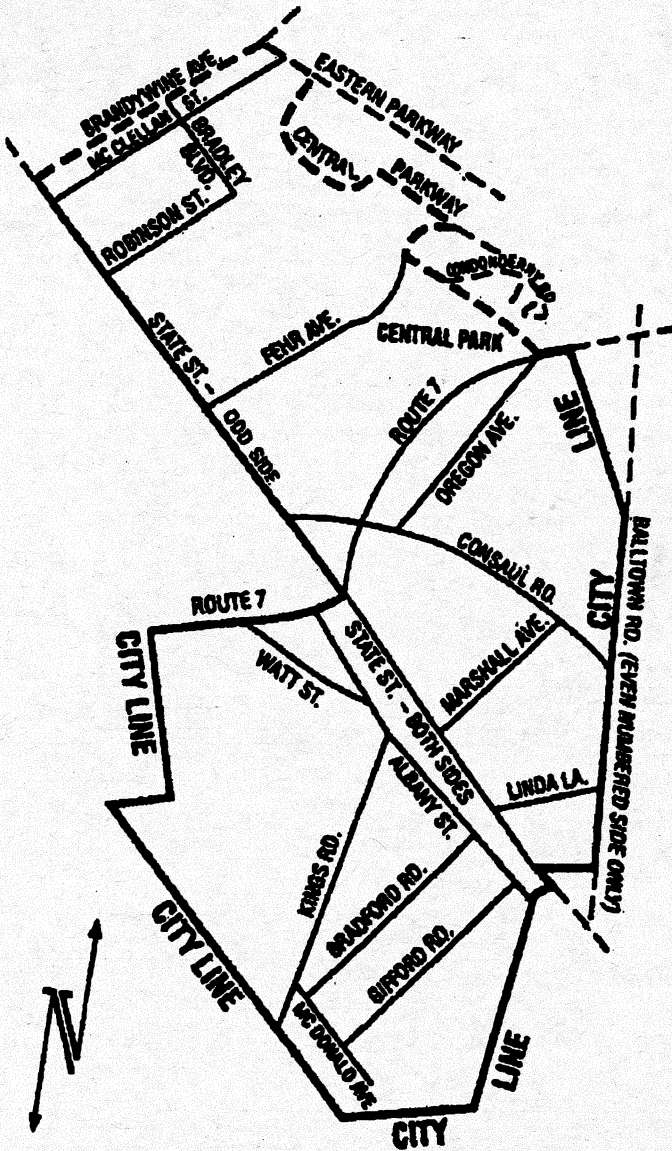 BRANDYWINE AVE.
MC CLELLAN ST.
BRADLEY
BLVD.
ROBINSON ST.
EASTERN PARKWAY
CENTRAL
PARKWAY
LONDONDERRY RD
STATE ST. - ODD SIDE
FEHR AVE.
CENTRAL PARK
ROUTE 7
OREGON AVE.
LINE
CONSAUL RD.
CITY
BALLTOWN RD. (EVEN NUMBERED SIDE ONLY)
ROUTE 7
CITY LINE
WATT ST.
STATE ST. - BOTH SIDES
MARSHALL AVE.
ALBANY ST.
LINDA LA.
KINGS RD.
BRADFORD RD.
GIFFORD RD.
CITY LINE
MC DONALD AVE
LINE
CITY
N